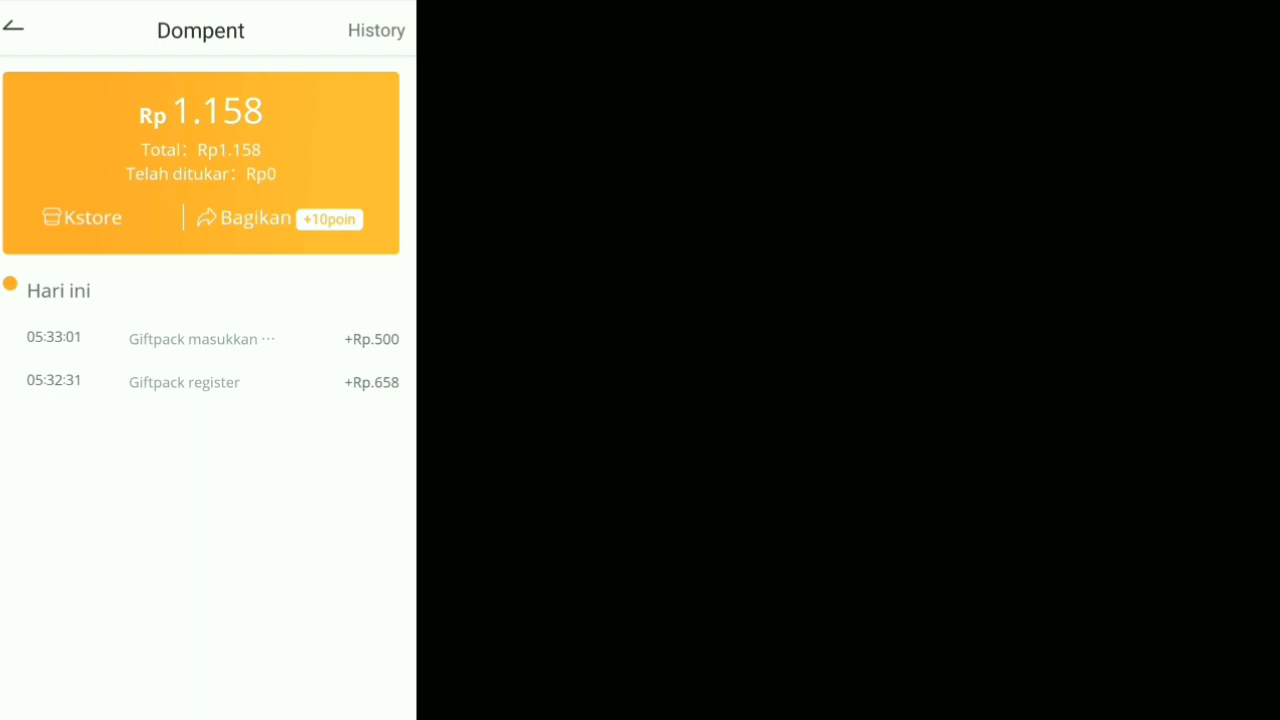 Dompent
History
Rp 1.158
Total： Rp1.158
Telah ditukar： Rp0
Kstore
Bagikan +10poin
Hari ini
05:33:01 Giftpack masukkan ··· +Rp.500
05:32:31 Giftpack register +Rp.658